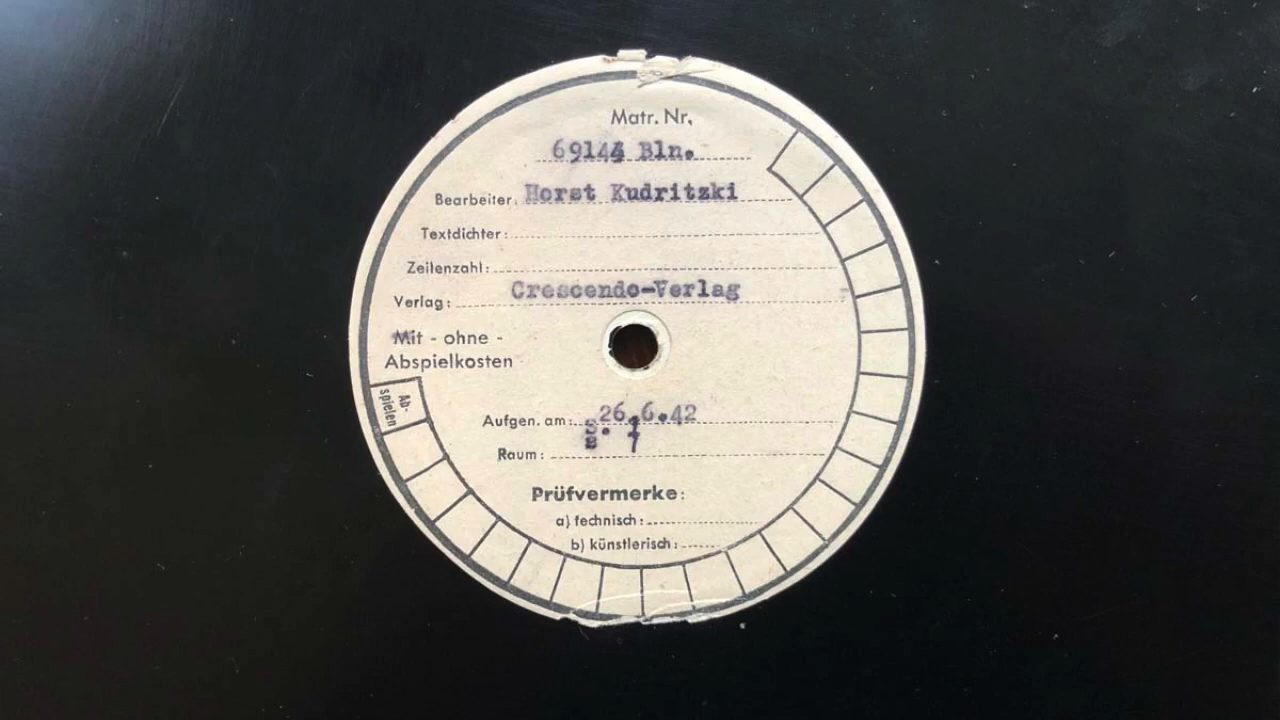 Matr. Nr.
Bln.
Bearbeiter: Horst Kudritzki
Textdichter:
Zeilenzahl:
Verlag: Crescendo-Verlag
Mit - ohne -
Abspielkosten
Ab-
spielen
Aufgen. am: 26.6.42
Raum:
Prüfvermerke:
a) technisch:
b) künstlerisch: